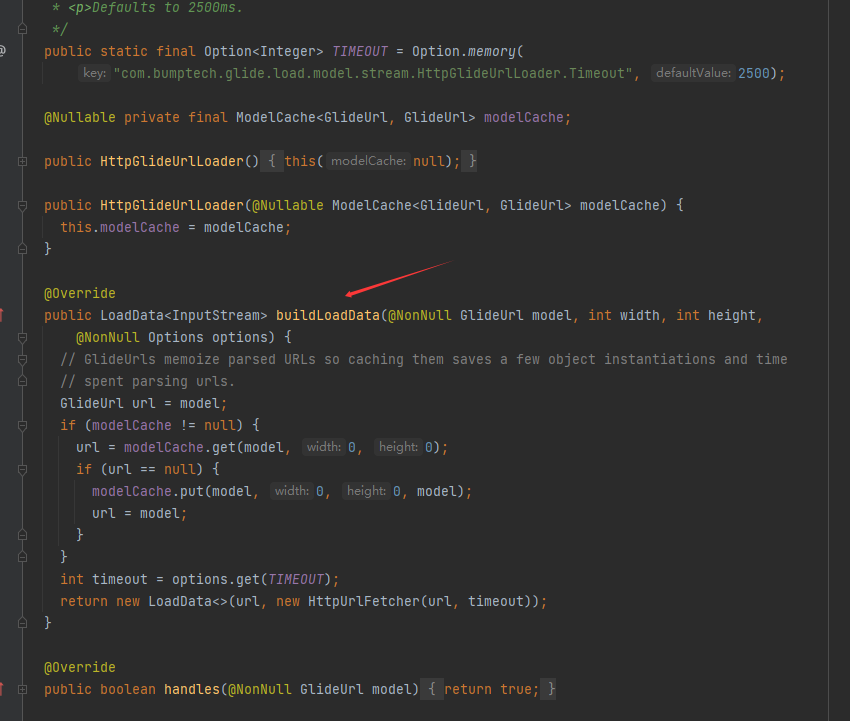 * <p>Defaults to 2500ms.
*/
public static final Option<Integer> TIMEOUT = Option.memory(
key: "com.bumptech.glide.load.model.stream.HttpGlideUrlLoader.Timeout", defaultValue: 2500);
@Nullable private final ModelCache<GlideUrl, GlideUrl> modelCache;
public HttpGlideUrlLoader() { this( modelCache: null); }
public HttpGlideUrlLoader(@Nullable ModelCache<GlideUrl, GlideUrl> modelCache) {
this.modelCache = modelCache;
}
@Override
public LoadData<InputStream> buildLoadData(@NonNull GlideUrl model, int width, int height,
@NonNull Options options) {
// GlideUrls memoize parsed URLs so caching them saves a few object instantiations and time
// spent parsing urls.
GlideUrl url = model;
if (modelCache != null) {
url = modelCache.get(model, width: 0, height: 0);
if (url == null) {
modelCache.put(model, width: 0, height: 0, model);
url = model;
}
}
int timeout = options.get(TIMEOUT);
return new LoadData<>(url, new HttpUrlFetcher(url, timeout));
}
@Override
public boolean handles(@NonNull GlideUrl model) { return true; }